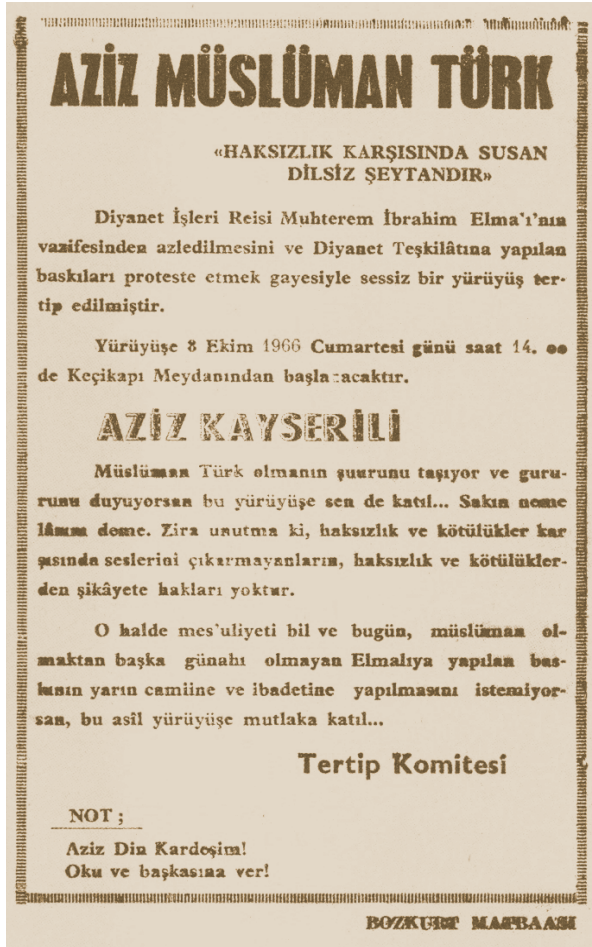 AZİZ MÜSLÜMAN TÜRK
«HAKSIZLIK KARŞISINDA SUSAN
DİLSİZ ŞEYTANDIR»
Diyanet İşleri Reisi Muhterem İbrahim Elma'ı'nın
vazifesinden azledilmesini ve Diyanet Teşkilâtına yapılan
baskıları proteste etmek gayesiyle sessiz bir yürüyüş ter-
tip edilmiştir.
Yürüyüşe 8 Ekim 1966 Cumartesi günü saat 14. oo
de Keçikapı Meydanından başlanacaktır.
AZİZ KAYSERİLİ
Müslüman Türk olmanın şuurunu taşıyor ve guru-
runu duyuyorsan bu yürüyüşe sen de katıl... Sakın neme
lâzım deme. Zira unutma ki, haksızlık ve kötülükler kar
şısında seslerini çıkarmayanların, haksızlık ve kötülükler-
den şikâyete hakları yoktur.
O halde mes'uliyeti bil ve bugün, müslüman ol-
maktan başka günahı olmayan Elmalıya yapılan bas-
kının yarın camiine ve ibadetine yapılmasını istemiyor-
san, bu asîl yürüyüşe mutlaka katıl...
Tertip Komitesi
NOT ;
Aziz Din Kardeşim!
Oku ve başkasına ver!
BOZKURT MATBAASI